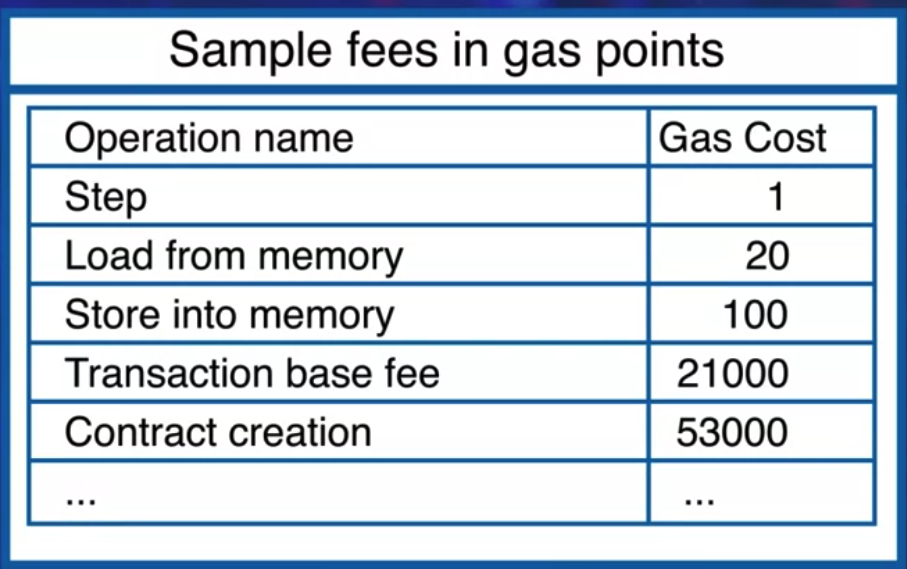 Sample fees in gas points
Operation name Gas Cost
Step 1
Load from memory 20
Store into memory 100
Transaction base fee 21000
Contract creation 53000
... ...